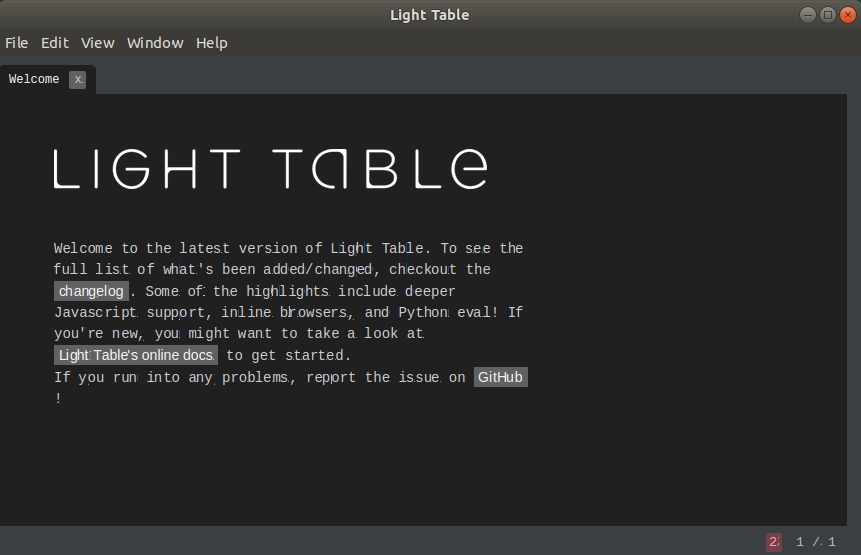 Light Table
File Edit View Window Help
Welcome x
LIGHT TABLE
Welcome to the latest version of Light Table. To see the
full list of what's been added/changed, checkout the
changelog . Some of the highlights include deeper
Javascript support, inline browsers, and Python eval! If
you're new, you might want to take a look at
Light Table's online docs to get started.
If you run into any problems, report the issue on GitHub
!
2 1 / 1